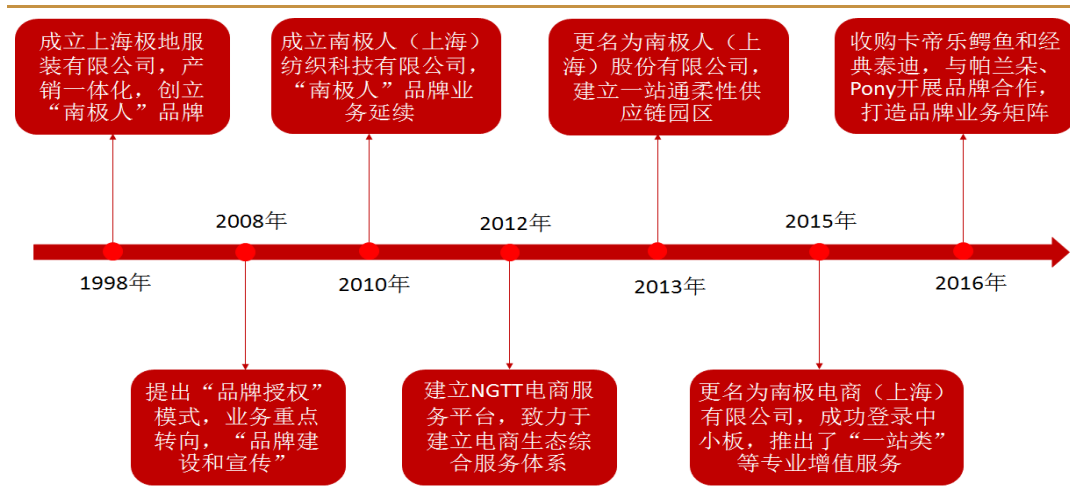 成立上海极地服
装有限公司，产
销一体化，创立
“南极人”品牌
成立南极人（上海）
纺织科技有限公司，
“南极人”品牌业
务延续
更名为南极人（上
海）股份有限公司，
建立一站通柔性供
应链园区
收购卡帝乐鳄鱼和经
典泰迪，与帕兰朵、
Pony开展品牌合作，
打造品牌业务矩阵
2008年
2012年
2015年
1998年
2010年
2013年
2016年
提出“品牌授权”
模式，业务重点
转向，“品牌建
设和宣传”
建立NGTT电商服
务平台，致力于
建立电商生态综
合服务体系
更名为南极电商（上海）
有限公司，成功登录中
小板，推出了“一站类”
等专业增值服务